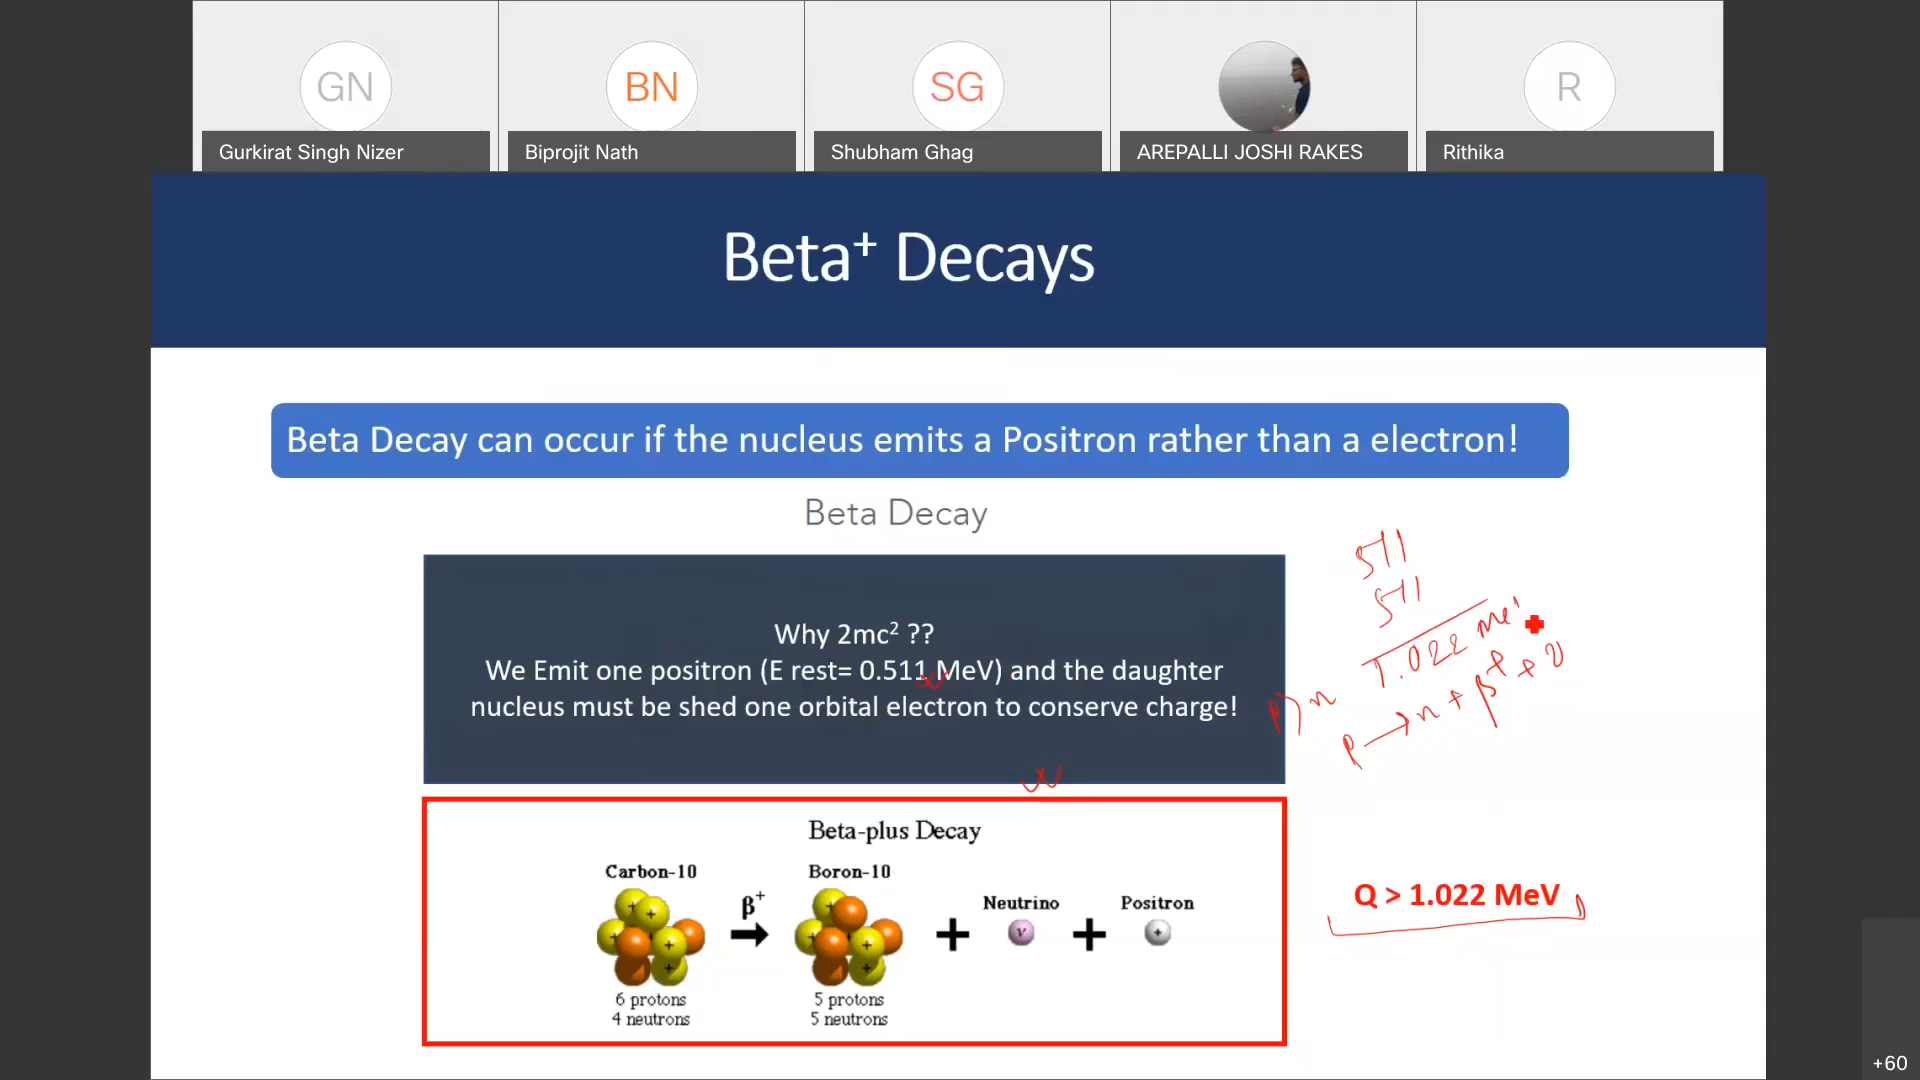 GN
BN
SG
R
Gurkirat Singh Nizer
Biprojit Nath
Shubham Ghag
AREPALLI JOSHI RAKES
Rithika
Beta⁺ Decays
Beta Decay can occur if the nucleus emits a Positron rather than a electron!
Beta Decay
Why 2mc² ??
We Emit one positron (E rest= 0.511 MeV) and the daughter
nucleus must be shed one orbital electron to conserve charge!
511
511
1.022 Me
p) n
p → n + β⁺ + ν
Beta-plus Decay
Carbon-10
β⁺
Boron-10
+
Neutrino
ν
+
Positron
+
6 protons
4 neutrons
5 protons
5 neutrons
Q > 1.022 MeV
+60